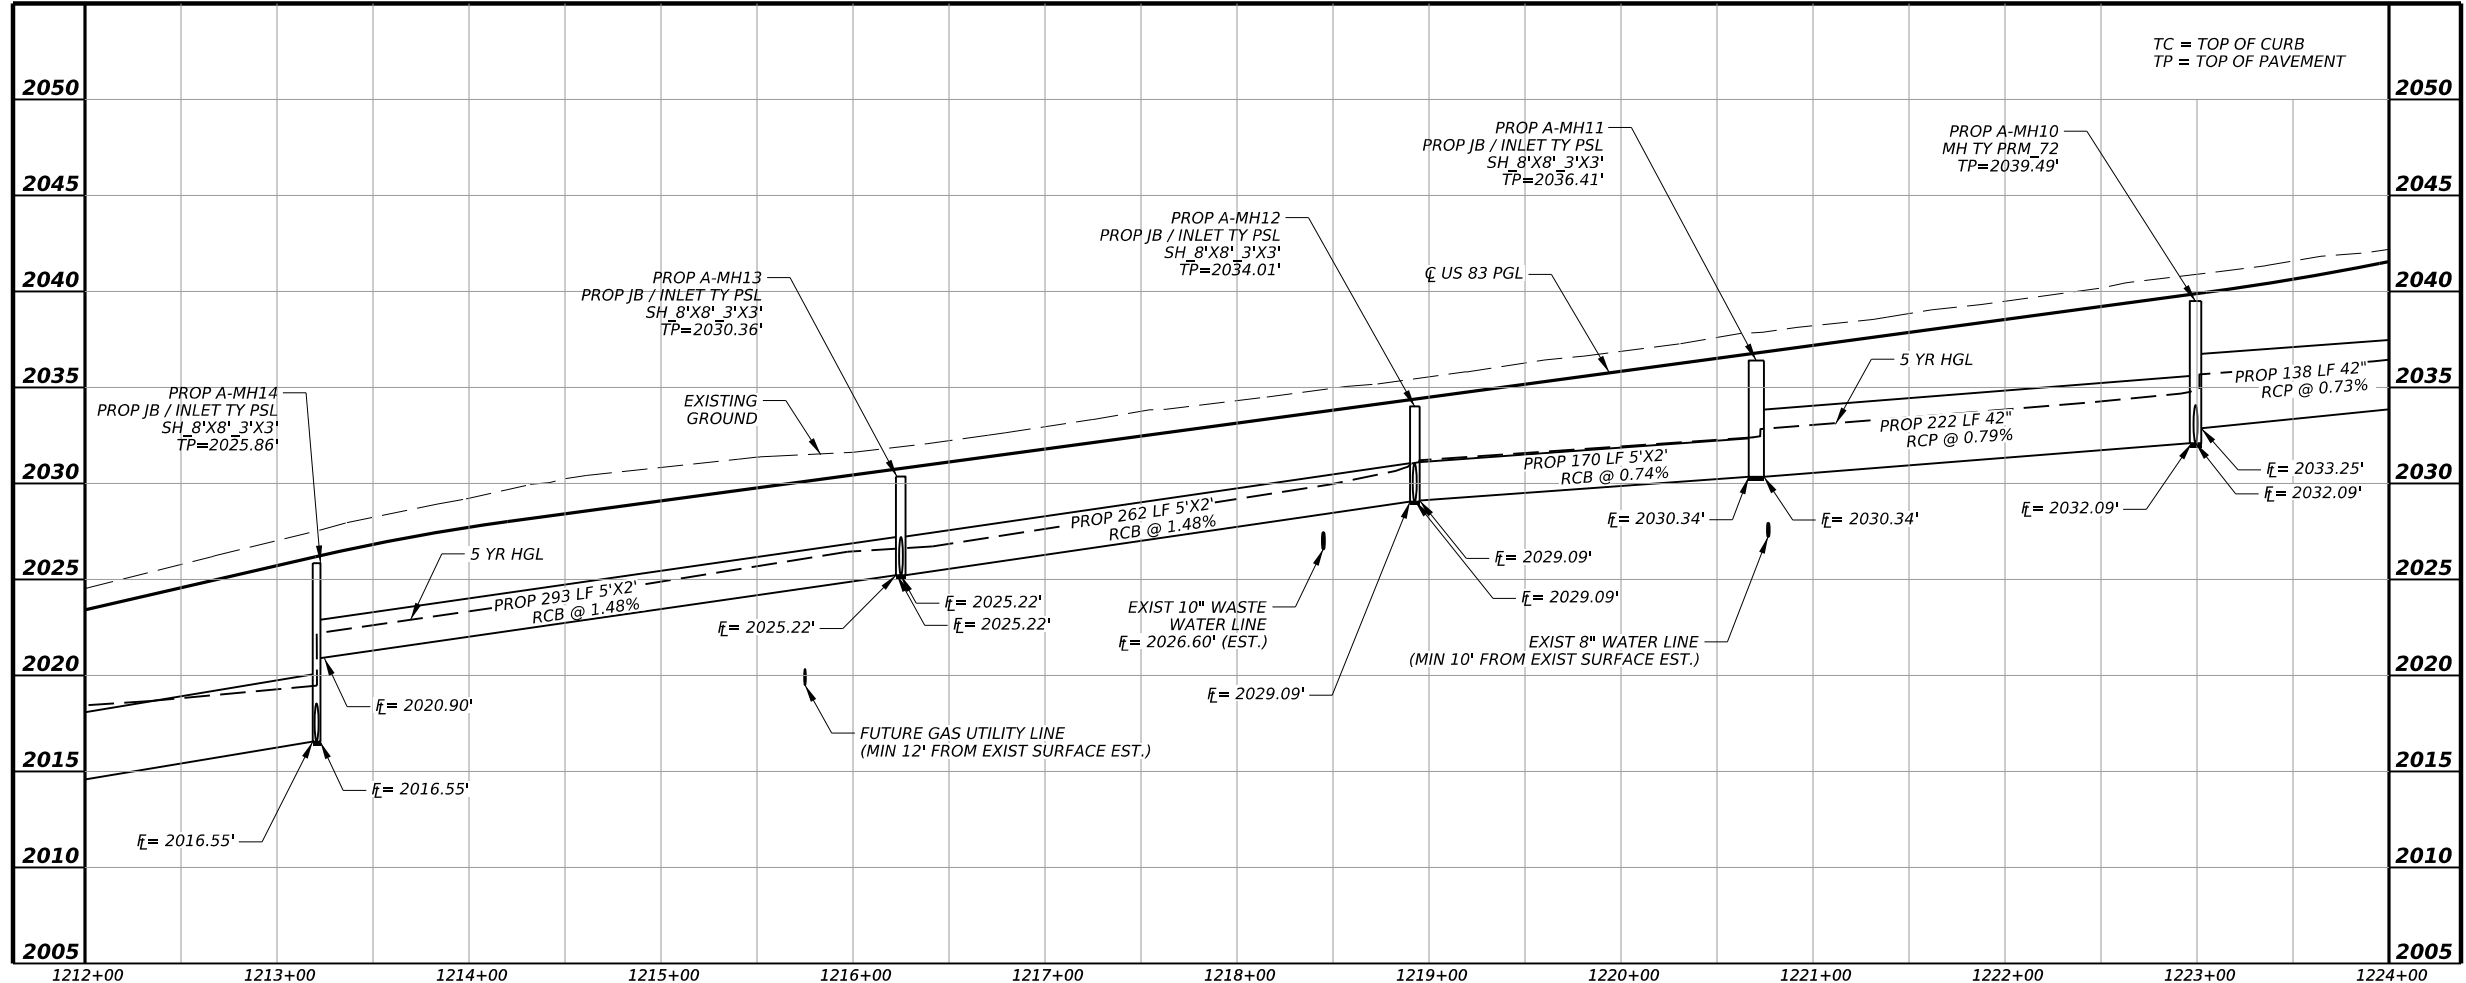 TC = TOP OF CURB
TP = TOP OF PAVEMENT
2050
2050
2045
2045
2040
2040
2035
2035
2030
2030
2025
2025
2020
2020
2015
2015
2010
2010
2005
2005
PROP A-MH14
PROP JB / INLET TY PSL
SH_8'X8'_3'X3'
TP=2025.86'
PROP A-MH13
PROP JB / INLET TY PSL
SH_8'X8'_3'X3'
TP=2030.36'
EXISTING
GROUND
PROP A-MH12
PROP JB / INLET TY PSL
SH_8'X8'_3'X3'
TP=2034.01'
℄ US 83 PGL
PROP A-MH11
PROP JB / INLET TY PSL
SH_8'X8'_3'X3'
TP=2036.41'
PROP A-MH10
MH TY PRM_72
TP=2039.49'
5 YR HGL
5 YR HGL
PROP 293 LF 5'X2'
RCB @ 1.48%
PROP 262 LF 5'X2'
RCB @ 1.48%
PROP 170 LF 5'X2'
RCB @ 0.74%
PROP 222 LF 42"
RCP @ 0.79%
PROP 138 LF 42"
RCP @ 0.73%
FL= 2016.55'
FL= 2016.55'
FL= 2020.90'
FL= 2025.22'
FL= 2025.22'
FL= 2025.22'
FUTURE GAS UTILITY LINE
(MIN 12' FROM EXIST SURFACE EST.)
EXIST 10" WASTE
WATER LINE
FL= 2026.60' (EST.)
FL= 2029.09'
FL= 2029.09'
FL= 2029.09'
EXIST 8" WATER LINE
(MIN 10' FROM EXIST SURFACE EST.)
FL= 2030.34'
FL= 2030.34'
FL= 2032.09'
FL= 2033.25'
FL= 2032.09'
1212+00
1213+00
1214+00
1215+00
1216+00
1217+00
1218+00
1219+00
1220+00
1221+00
1222+00
1223+00
1224+00